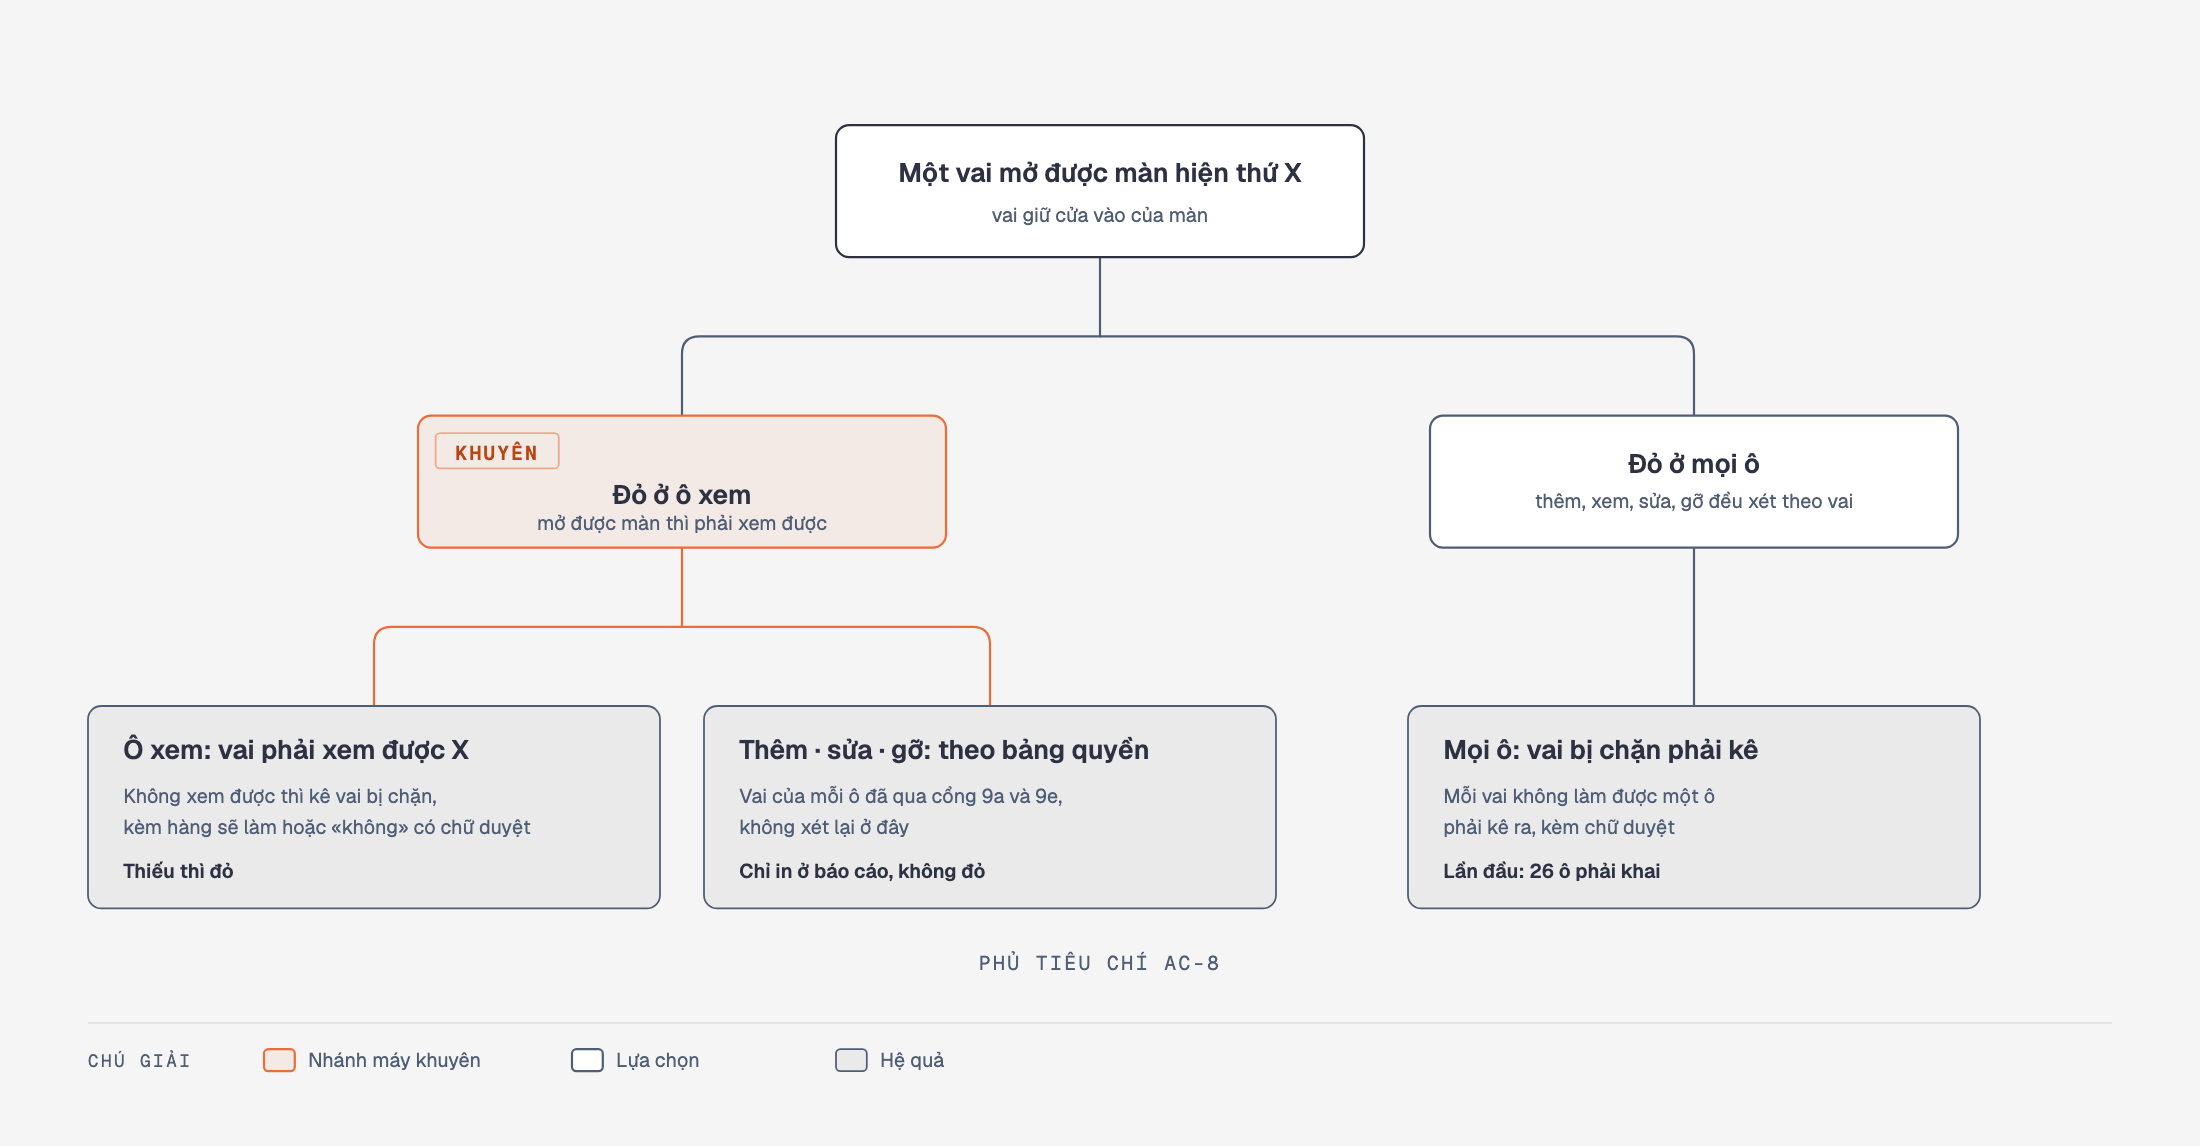 Một vai mở được màn hiện thứ X
vai giữ cửa vào của màn
KHUYÊN
Đỏ ở ô xem
mở được màn thì phải xem được
Đỏ ở mọi ô
thêm, xem, sửa, gỡ đều xét theo vai
Ô xem: vai phải xem được X
Không xem được thì kê vai bị chặn,
kèm hàng sẽ làm hoặc «không» có chữ duyệt
Thiếu thì đỏ
Thêm · sửa · gỡ: theo bảng quyền
Vai của mỗi ô đã qua cổng 9a và 9e,
không xét lại ở đây
Chỉ in ở báo cáo, không đỏ
Mọi ô: vai bị chặn phải kê
Mỗi vai không làm được một ô
phải kê ra, kèm chữ duyệt
Lần đầu: 26 ô phải khai
PHỦ TIÊU CHÍ AC-8
CHÚ GIẢI
Nhánh máy khuyên
Lựa chọn
Hệ quả